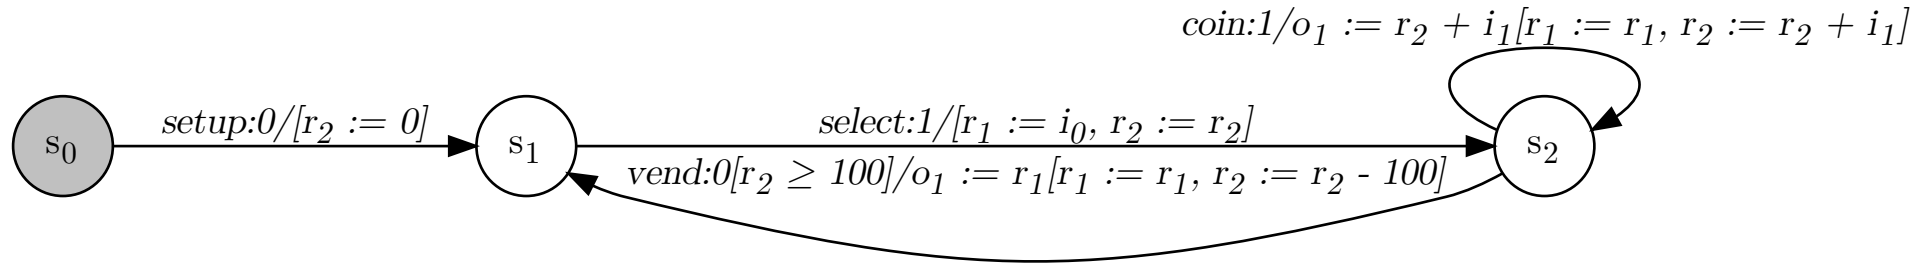 coin:1/o₁ := r₂ + i₁[r₁ := r₁, r₂ := r₂ + i₁]
s₀
setup:0/[r₂ := 0]
s₁
select:1/[r₁ := i₀, r₂ := r₂]
s₂
vend:0[r₂ ≥ 100]/o₁ := r₁[r₁ := r₁, r₂ := r₂ - 100]